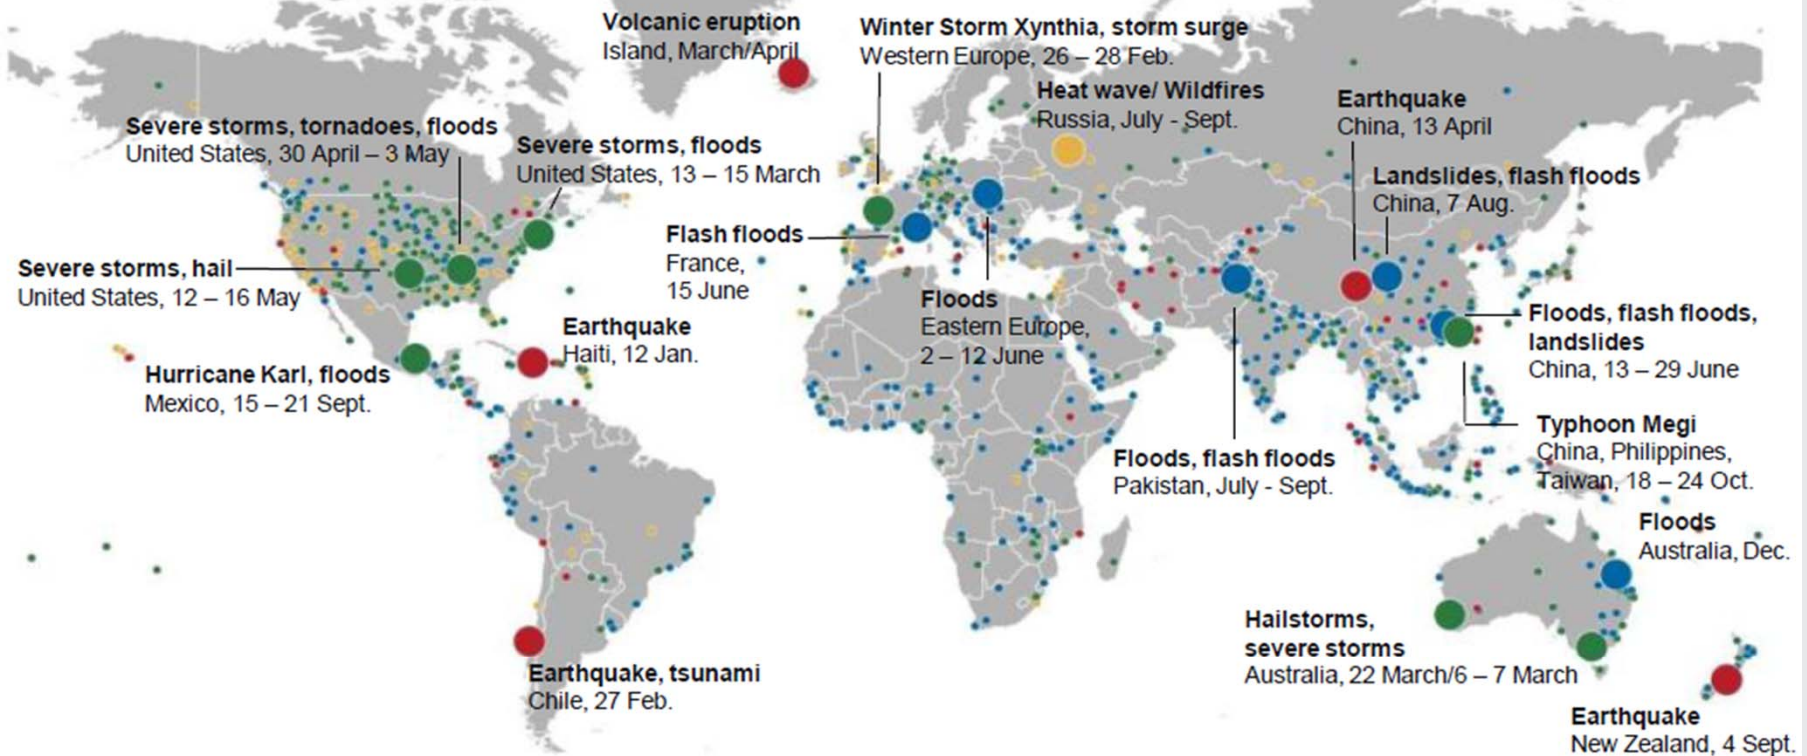 Volcanic eruption
Island, March/April
Winter Storm Xynthia, storm surge
Western Europe, 26 – 28 Feb.
Heat wave/ Wildfires
Russia, July - Sept.
Earthquake
China, 13 April
Severe storms, tornadoes, floods
United States, 30 April – 3 May
Severe storms, floods
United States, 13 – 15 March
Landslides, flash floods
China, 7 Aug.
Flash floods
France,
15 June
Severe storms, hail
United States, 12 – 16 May
Floods
Eastern Europe,
2 – 12 June
Earthquake
Haiti, 12 Jan.
Floods, flash floods,
landslides
China, 13 – 29 June
Hurricane Karl, floods
Mexico, 15 – 21 Sept.
Typhoon Megi
China, Philippines,
Taiwan, 18 – 24 Oct.
Floods, flash floods
Pakistan, July - Sept.
Floods
Australia, Dec.
Hailstorms,
severe storms
Australia, 22 March/6 – 7 March
Earthquake, tsunami
Chile, 27 Feb.
Earthquake
New Zealand, 4 Sept.